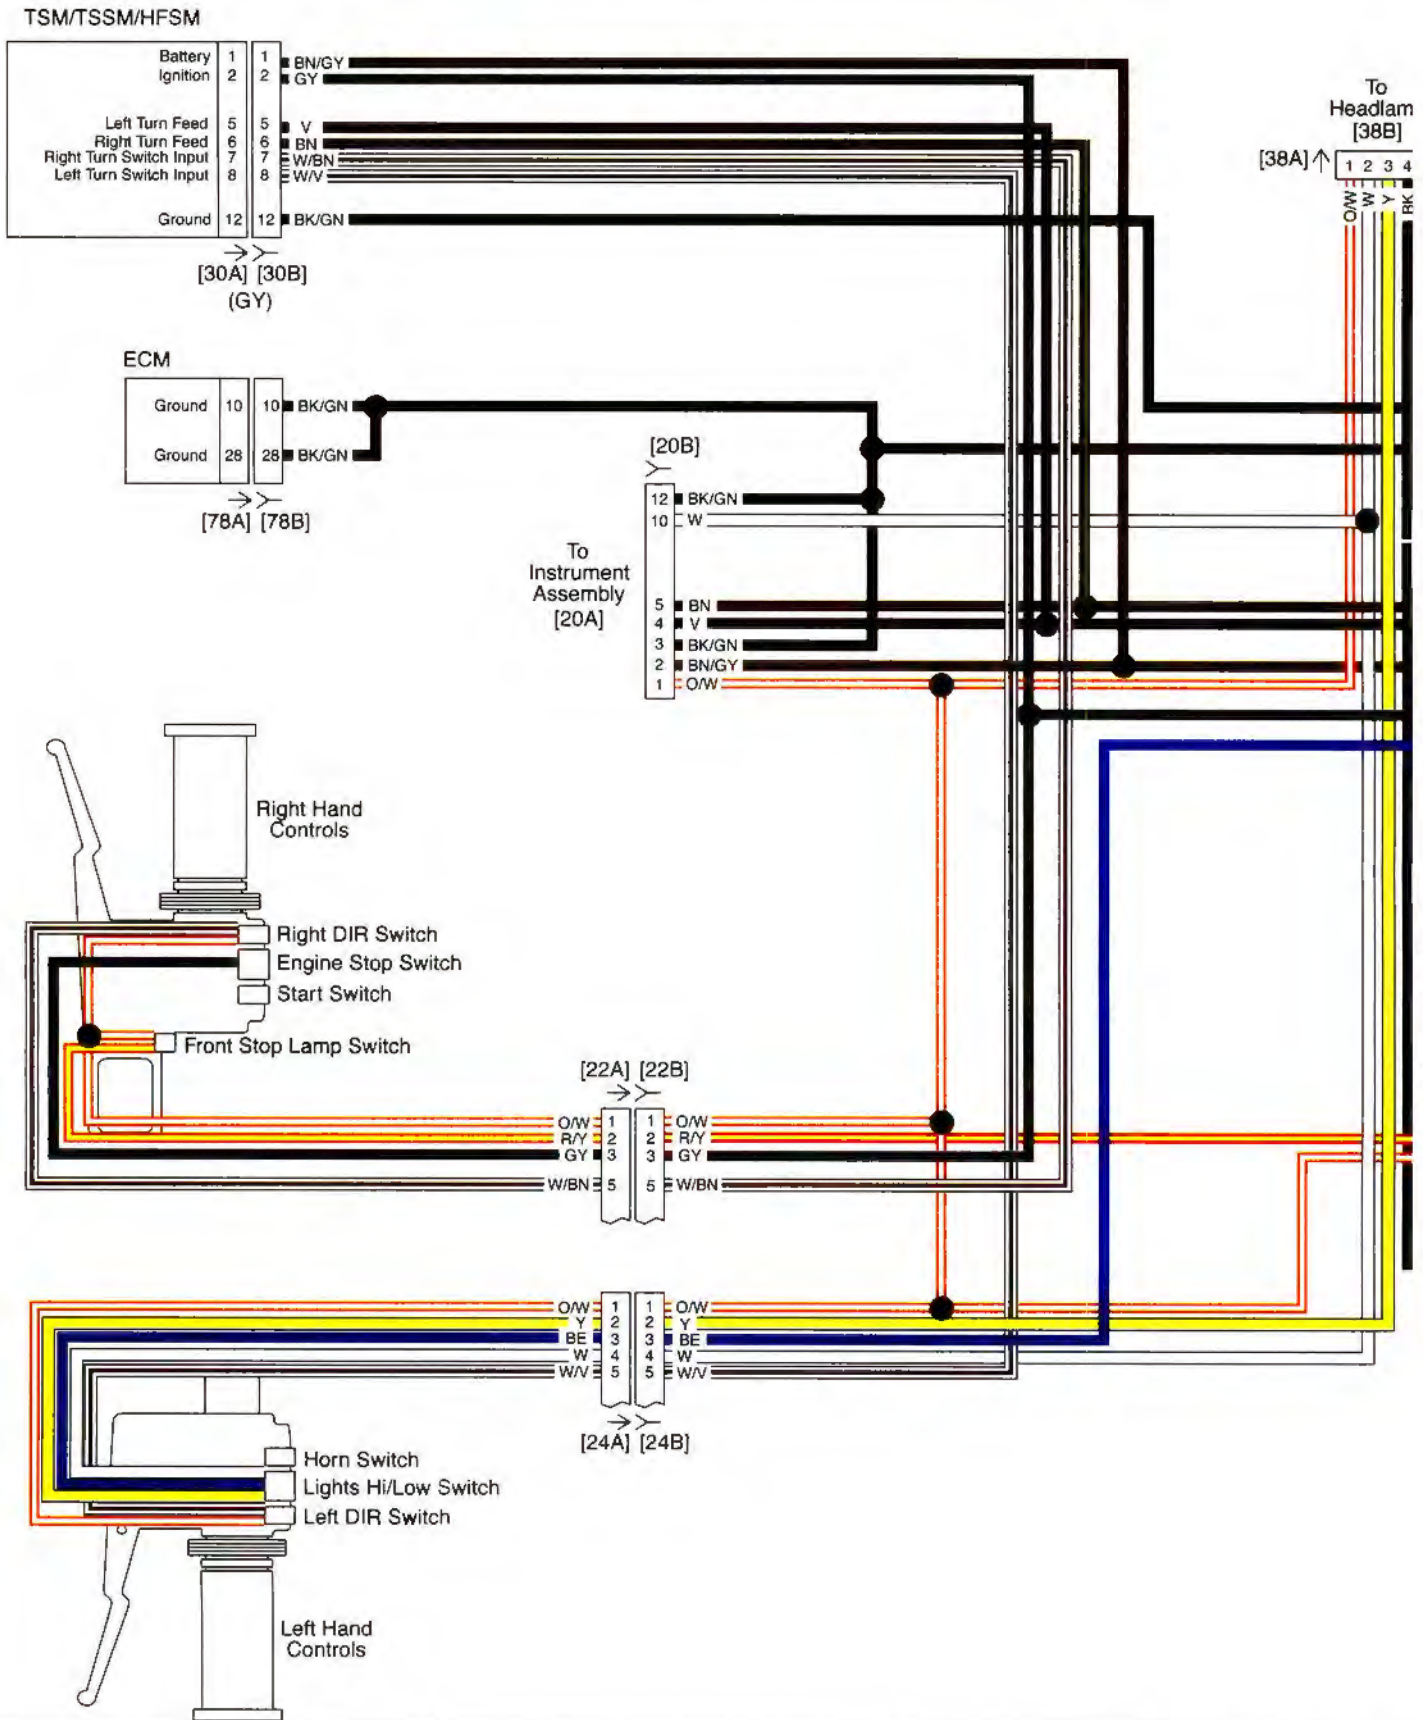 TSM/TSSM/HFSM
Battery 1 1 BN/GY
Ignition 2 2 GY
Left Turn Feed 5 5 V
Right Turn Feed 6 6 BN
Right Turn Switch Input 7 7 W/BN
Left Turn Switch Input 8 8 W/V
Ground 12 12 BK/GN
[30A] [30B]
(GY)
To
Headlam
[38B]
[38A] 1 2 3 4
O/W W Y BK
ECM
Ground 10 10 BK/GN
Ground 28 28 BK/GN
[78A] [78B]
[20B]
12 BK/GN
10 W
To
Instrument
Assembly
[20A]
5 BN
4 V
3 BK/GN
2 BN/GY
1 O/W
Right Hand
Controls
Right DIR Switch
Engine Stop Switch
Start Switch
Front Stop Lamp Switch
[22A] [22B]
O/W 1 1 O/W
R/Y 2 2 R/Y
GY 3 3 GY
W/BN 5 5 W/BN
O/W 1 1 O/W
Y 2 2 Y
BE 3 3 BE
W 4 4 W
W/V 5 5 W/V
[24A] [24B]
Horn Switch
Lights Hi/Low Switch
Left DIR Switch
Left Hand
Controls